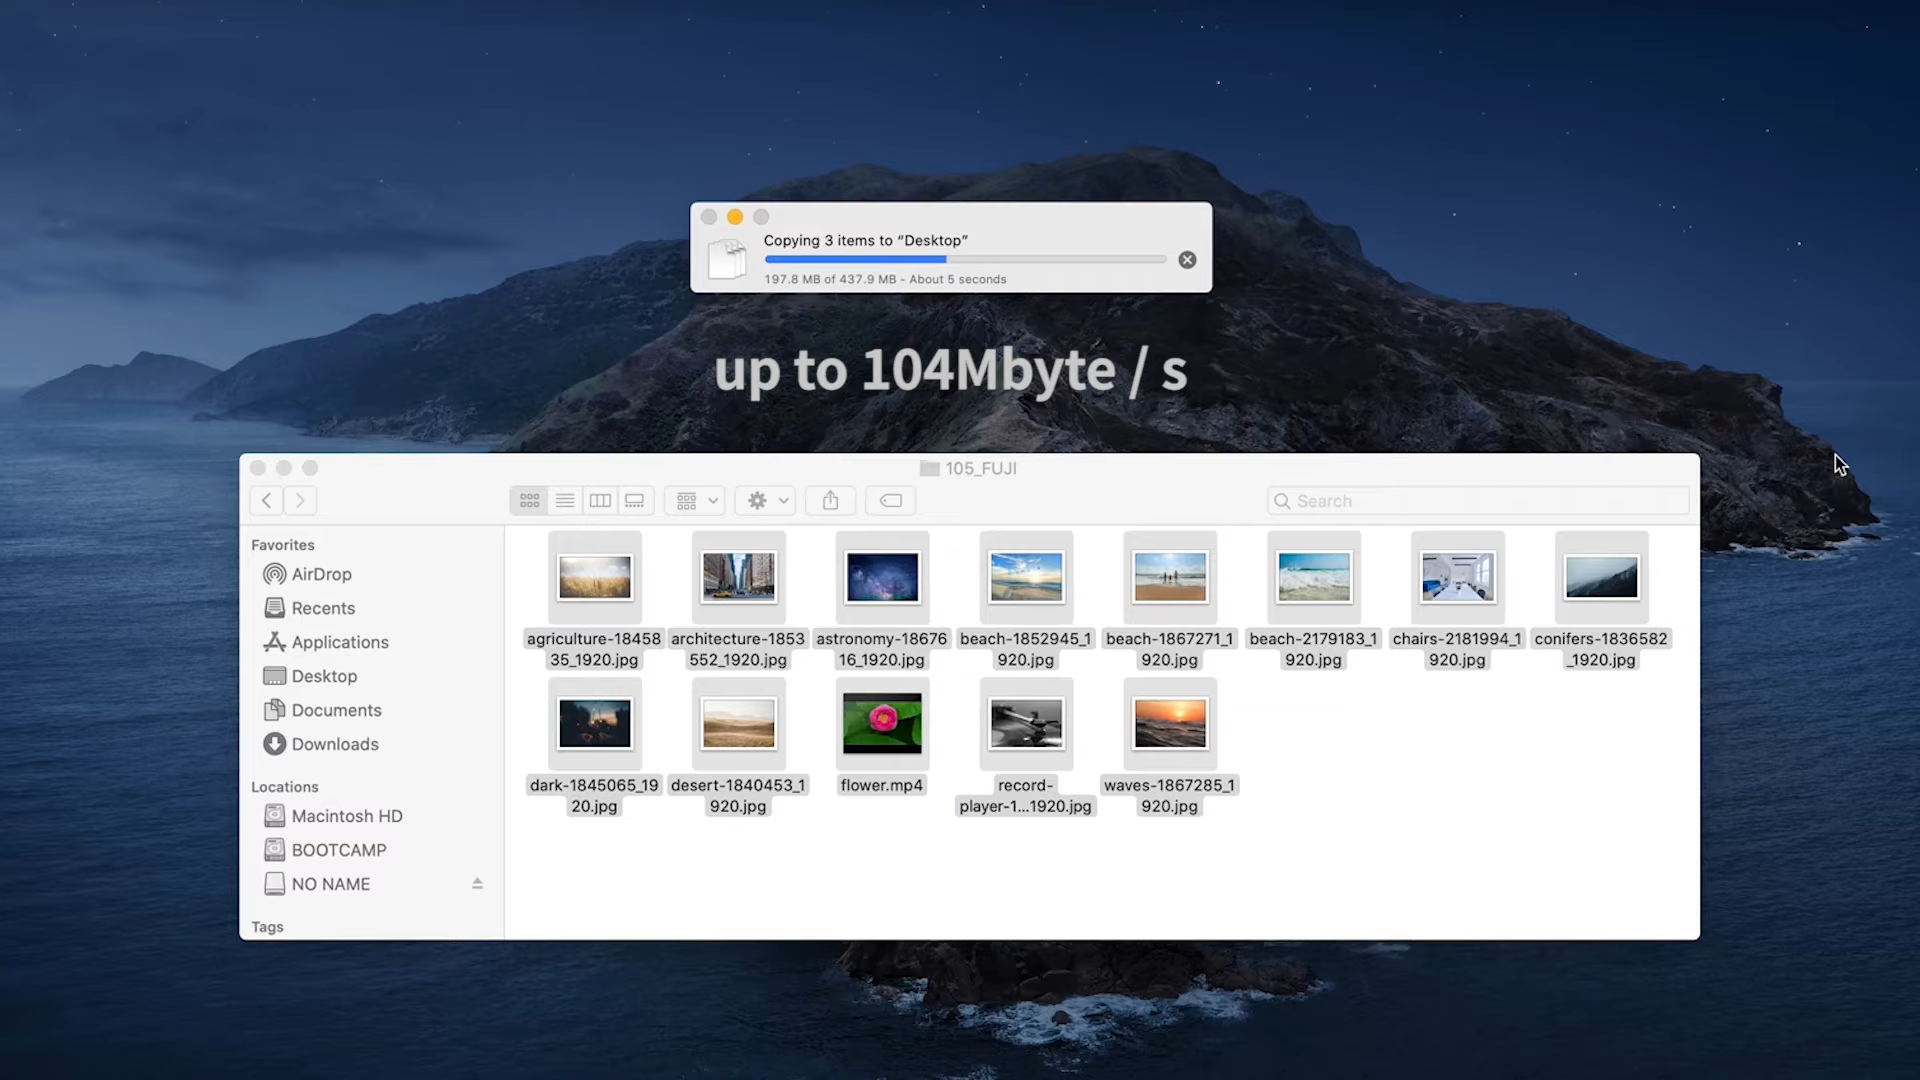 Copying 3 items to “Desktop”
197.8 MB of 437.9 MB - About 5 seconds
up to 104Mbyte / s
105_FUJI
Search
Favorites
AirDrop
Recents
Applications
Desktop
Documents
Downloads
Locations
Macintosh HD
BOOTCAMP
NO NAME
Tags
agriculture-18458
35_1920.jpg
architecture-1853
552_1920.jpg
astronomy-18676
16_1920.jpg
beach-1852945_1
920.jpg
beach-1867271_1
920.jpg
beach-2179183_1
920.jpg
chairs-2181994_1
920.jpg
conifers-1836582
_1920.jpg
dark-1845065_19
20.jpg
desert-1840453_1
920.jpg
flower.mp4
record-
player-1...1920.jpg
waves-1867285_1
920.jpg